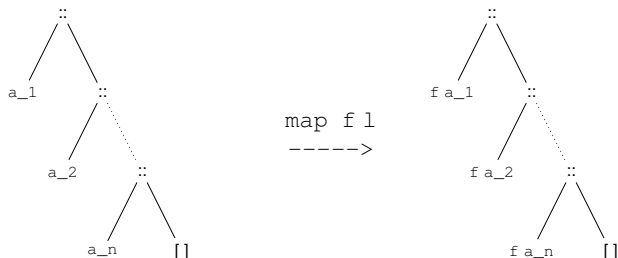 :: ::
a_1 :: f a_1 ::
map f l
----->
a_2 :: f a_2 ::
a_n [] f a_n []